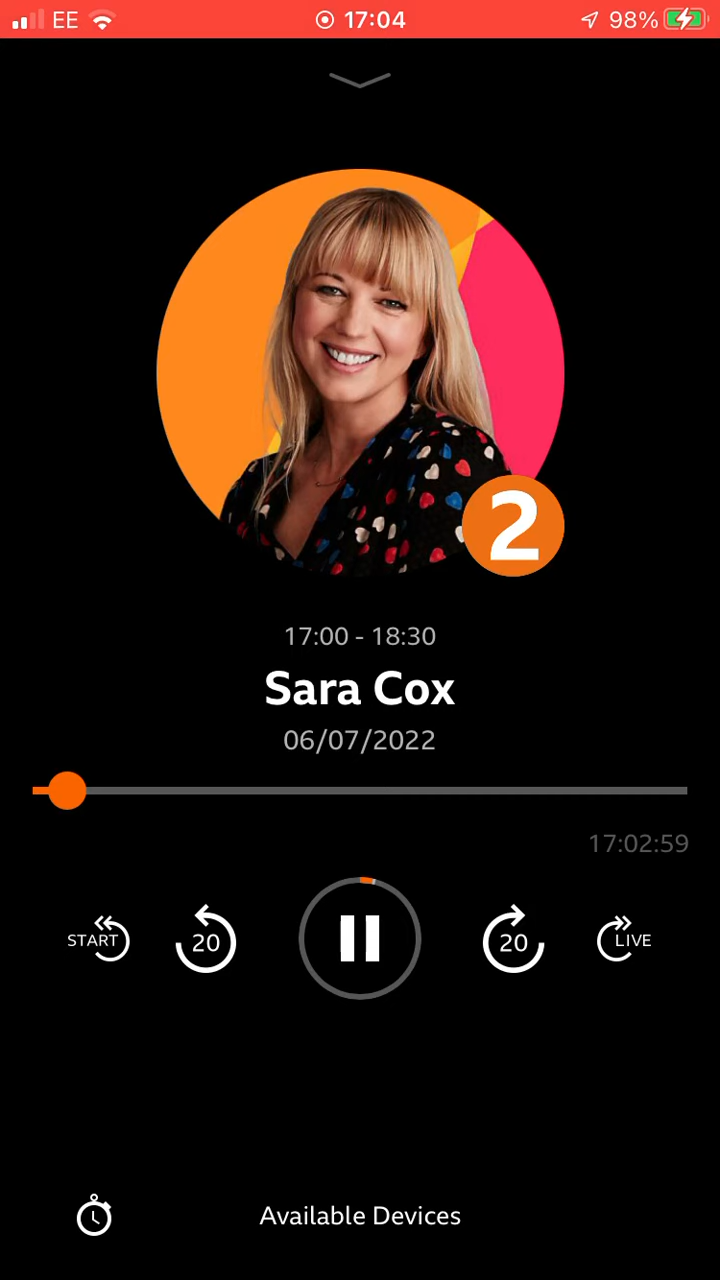 EE 17:04 98%
2
17:00 - 18:30
Sara Cox
06/07/2022
17:02:59
START 20 20 LIVE
Available Devices